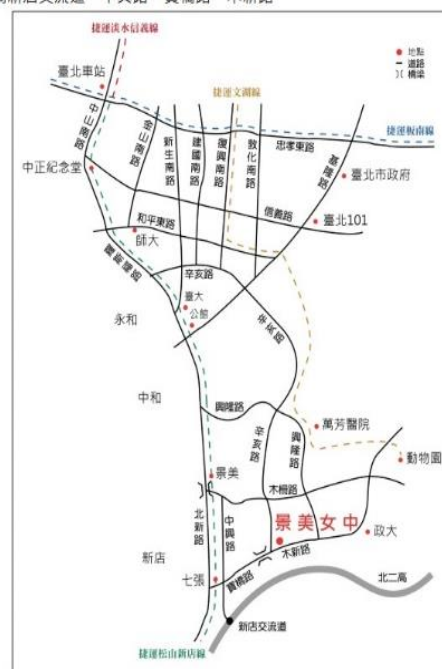 捷運淡水信義線
地點
道路
橋梁
臺北車站
捷運文湖線
中山南路
金山南路
新生南路
建國南路
復興南路
敦化南路
忠孝東路
捷運板南線
基隆路
中正紀念堂
臺北市政府
信義路
臺北101
和平東路
師大
羅斯福路
辛亥路
臺大
公館
永和
辛亥路
中和
興隆路
萬芳醫院
辛亥路
興隆路
動物園
景美
木柵路
北新路
中興路
景美女中
政大
木新路
新店
七張
寶橋路
北二高
新店交流道
捷運松山新店線